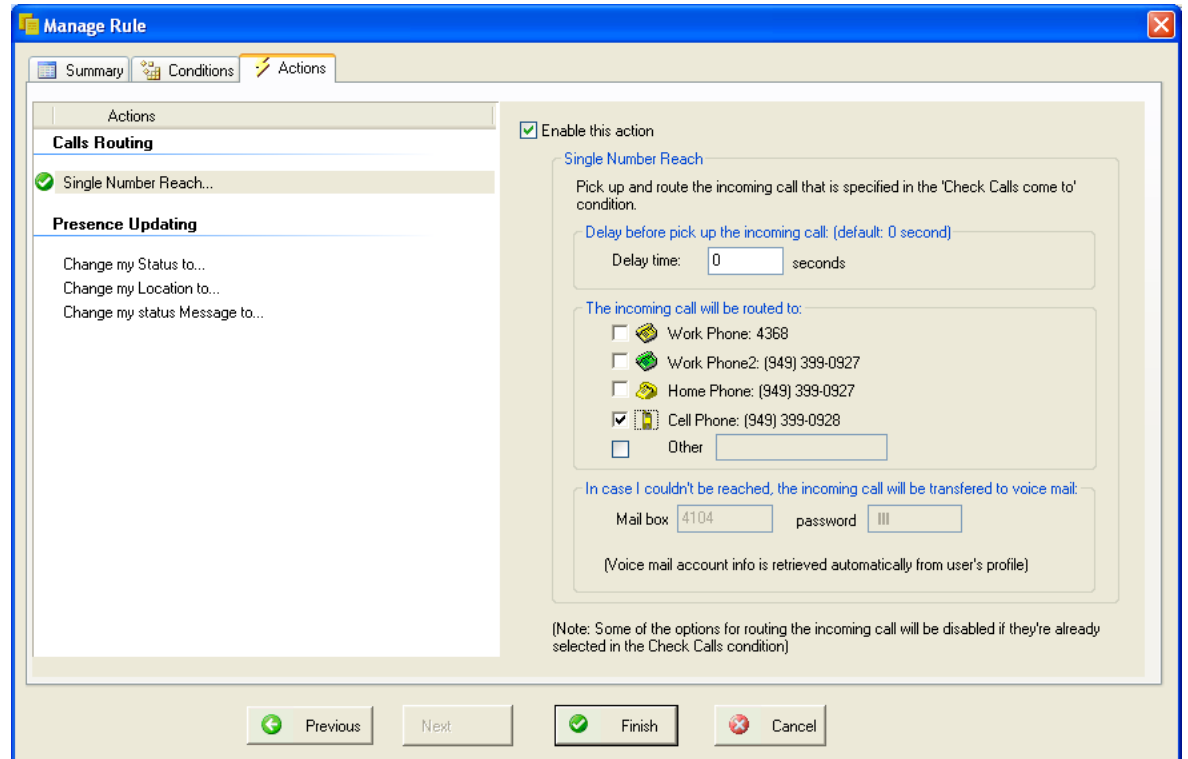 Manage Rule
Summary
Conditions
Actions
Actions
Calls Routing
Single Number Reach...
Presence Updating
Change my Status to...
Change my Location to...
Change my status Message to...
Enable this action
Single Number Reach
Pick up and route the incoming call that is specified in the 'Check Calls come to'
condition.
Delay before pick up the incoming call: (default: 0 second)
Delay time: 0 seconds
The incoming call will be routed to:
Work Phone: 4368
Work Phone2: (949) 399-0927
Home Phone: (949) 399-0927
Cell Phone: (949) 399-0928
Other
In case I couldn't be reached, the incoming call will be transfered to voice mail:
Mail box 4104 password
(Voice mail account info is retrieved automatically from user's profile)
(Note: Some of the options for routing the incoming call will be disabled if they're already
selected in the Check Calls condition)
Previous
Next
Finish
Cancel